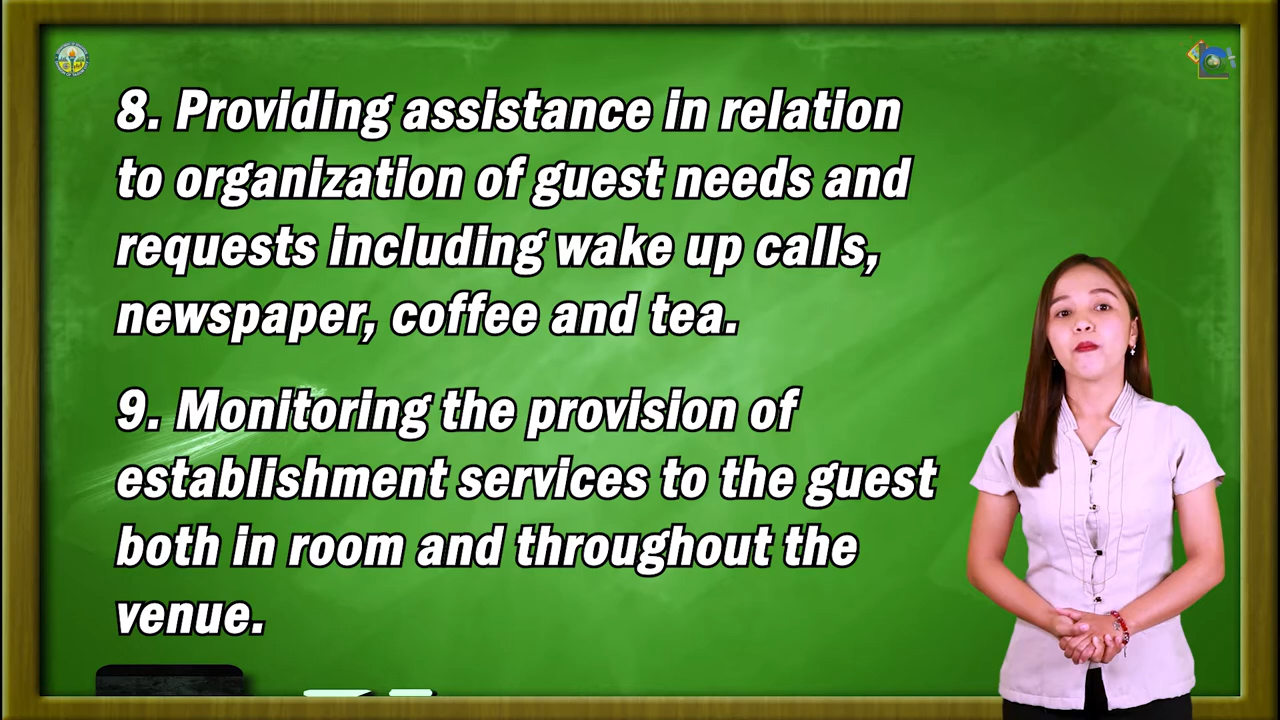 8. Providing assistance in relation
to organization of guest needs and
requests including wake up calls,
newspaper, coffee and tea.
9. Monitoring the provision of
establishment services to the guest
both in room and throughout the
venue.